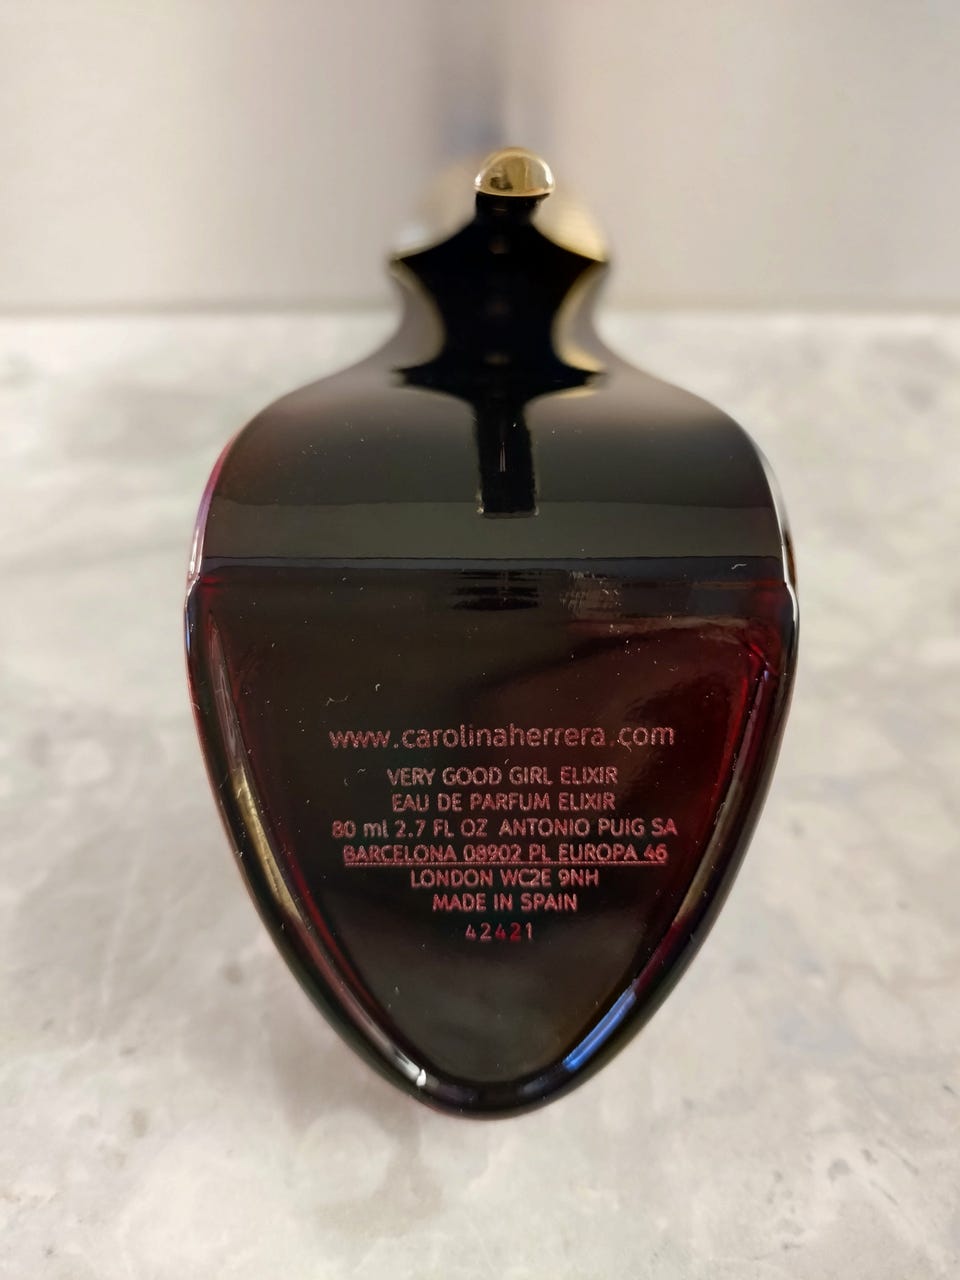 www.carolinaherrera.com
VERY GOOD GIRL ELIXIR
EAU DE PARFUM ELIXIR
80 ml 2.7 FL OZ ANTONIO PUIG SA
BARCELONA 08902 PL EUROPA 46
LONDON WC2E 9NH
MADE IN SPAIN
42421